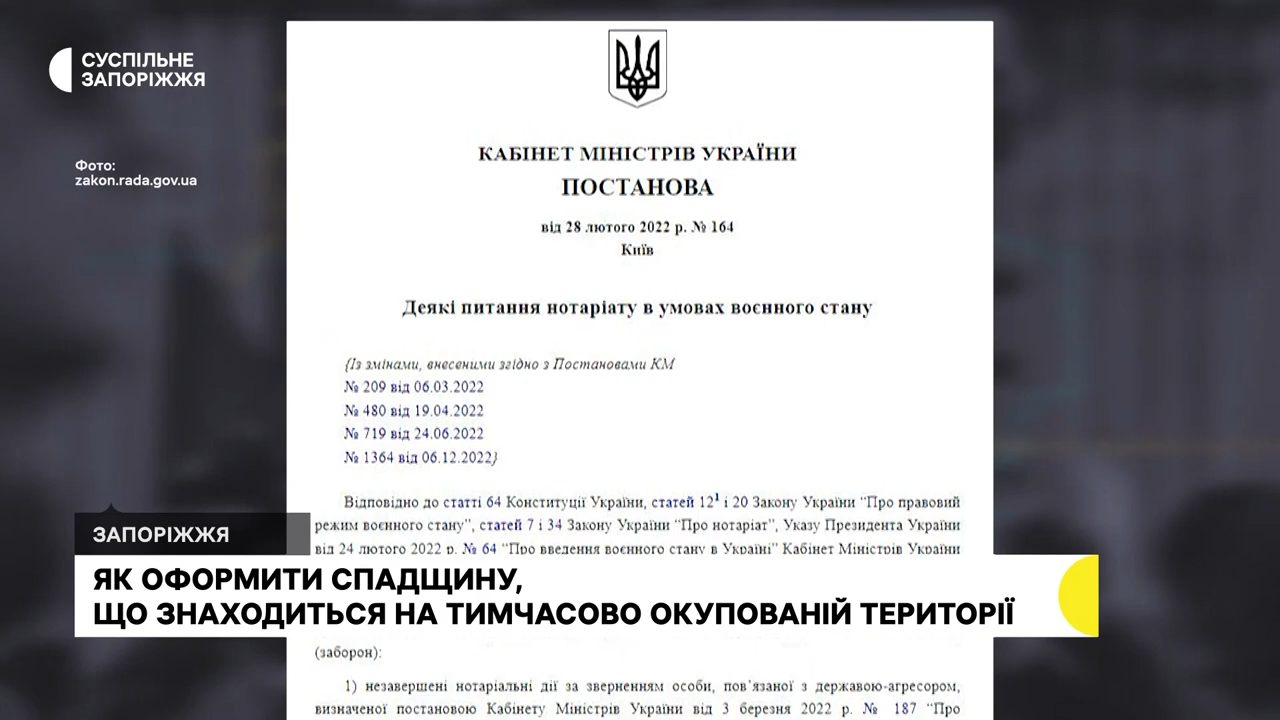 СУСПІЛЬНЕ
ЗАПОРІЖЖЯ
Фото:
zakon.rada.gov.ua
КАБІНЕТ МІНІСТРІВ УКРАЇНИ
ПОСТАНОВА
від 28 лютого 2022 р. № 164
Київ
Деякі питання нотаріату в умовах воєнного стану
{Із змінами, внесеними згідно з Постановами КМ
№ 209 від 06.03.2022
№ 480 від 19.04.2022
№ 719 від 24.06.2022
№ 1364 від 06.12.2022}
Відповідно до статті 64 Конституції України, статей 12¹ і 20 Закону України “Про правовий
режим воєнного стану”, статей 7 і 34 Закону України “Про нотаріат”, Указу Президента України
від 24 лютого 2022 р. № 64 “Про введення воєнного стану в Україні” Кабінет Міністрів України
ЗАПОРІЖЖЯ
ЯК ОФОРМИТИ СПАДЩИНУ,
ЩО ЗНАХОДИТЬСЯ НА ТИМЧАСОВО ОКУПОВАНІЙ ТЕРИТОРІЇ
(заборон):
1) незавершені нотаріальні дії за зверненням особи, пов’язаної з державою-агресором,
визначеної постановою Кабінету Міністрів України від 3 березня 2022 р. № 187 “Про